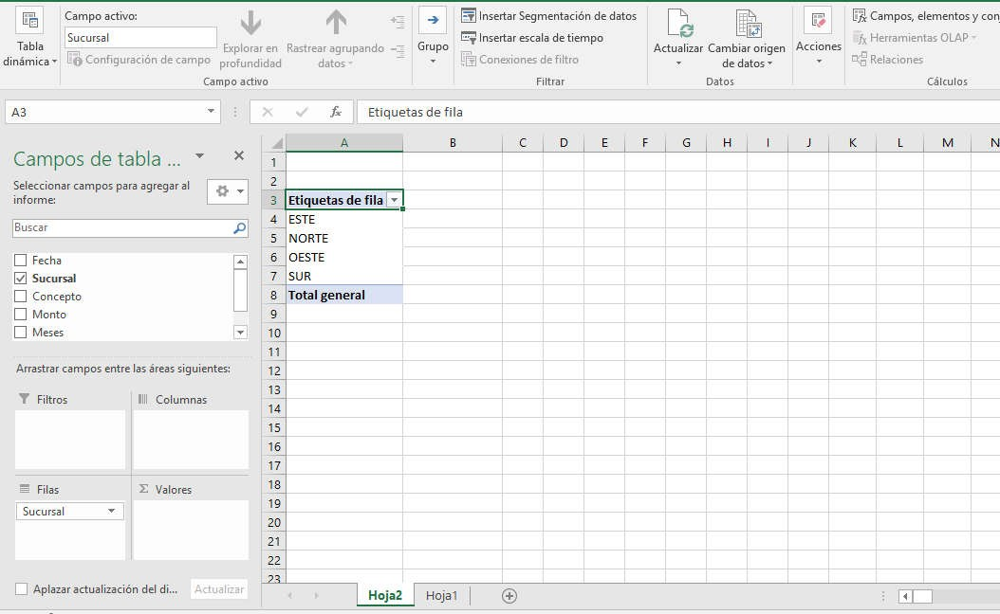 Tabla
dinámica
Campo activo:
Sucursal
Configuración de campo
Explorar en
profundidad
Rastrear agrupando
datos
Campo activo
Grupo
Insertar Segmentación de datos
Insertar escala de tiempo
Conexiones de filtro
Filtrar
Actualizar
Cambiar origen
de datos
Datos
Acciones
Campos, elementos y con
Herramientas OLAP
Relaciones
Cálculos
A3
fx
Etiquetas de fila
Campos de tabla ...
Seleccionar campos para agregar al
informe:
Buscar
Fecha
Sucursal
Concepto
Monto
Meses
Arrastrar campos entre las áreas siguientes:
Filtros
Columnas
Filas
Σ Valores
Sucursal
Aplazar actualización del di...
Actualizar
A B C D E F G H I J K L M N
1
2
3 Etiquetas de fila
4 ESTE
5 NORTE
6 OESTE
7 SUR
8 Total general
9
10
11
12
13
14
15
16
17
18
19
20
21
22
23
Hoja2
Hoja1